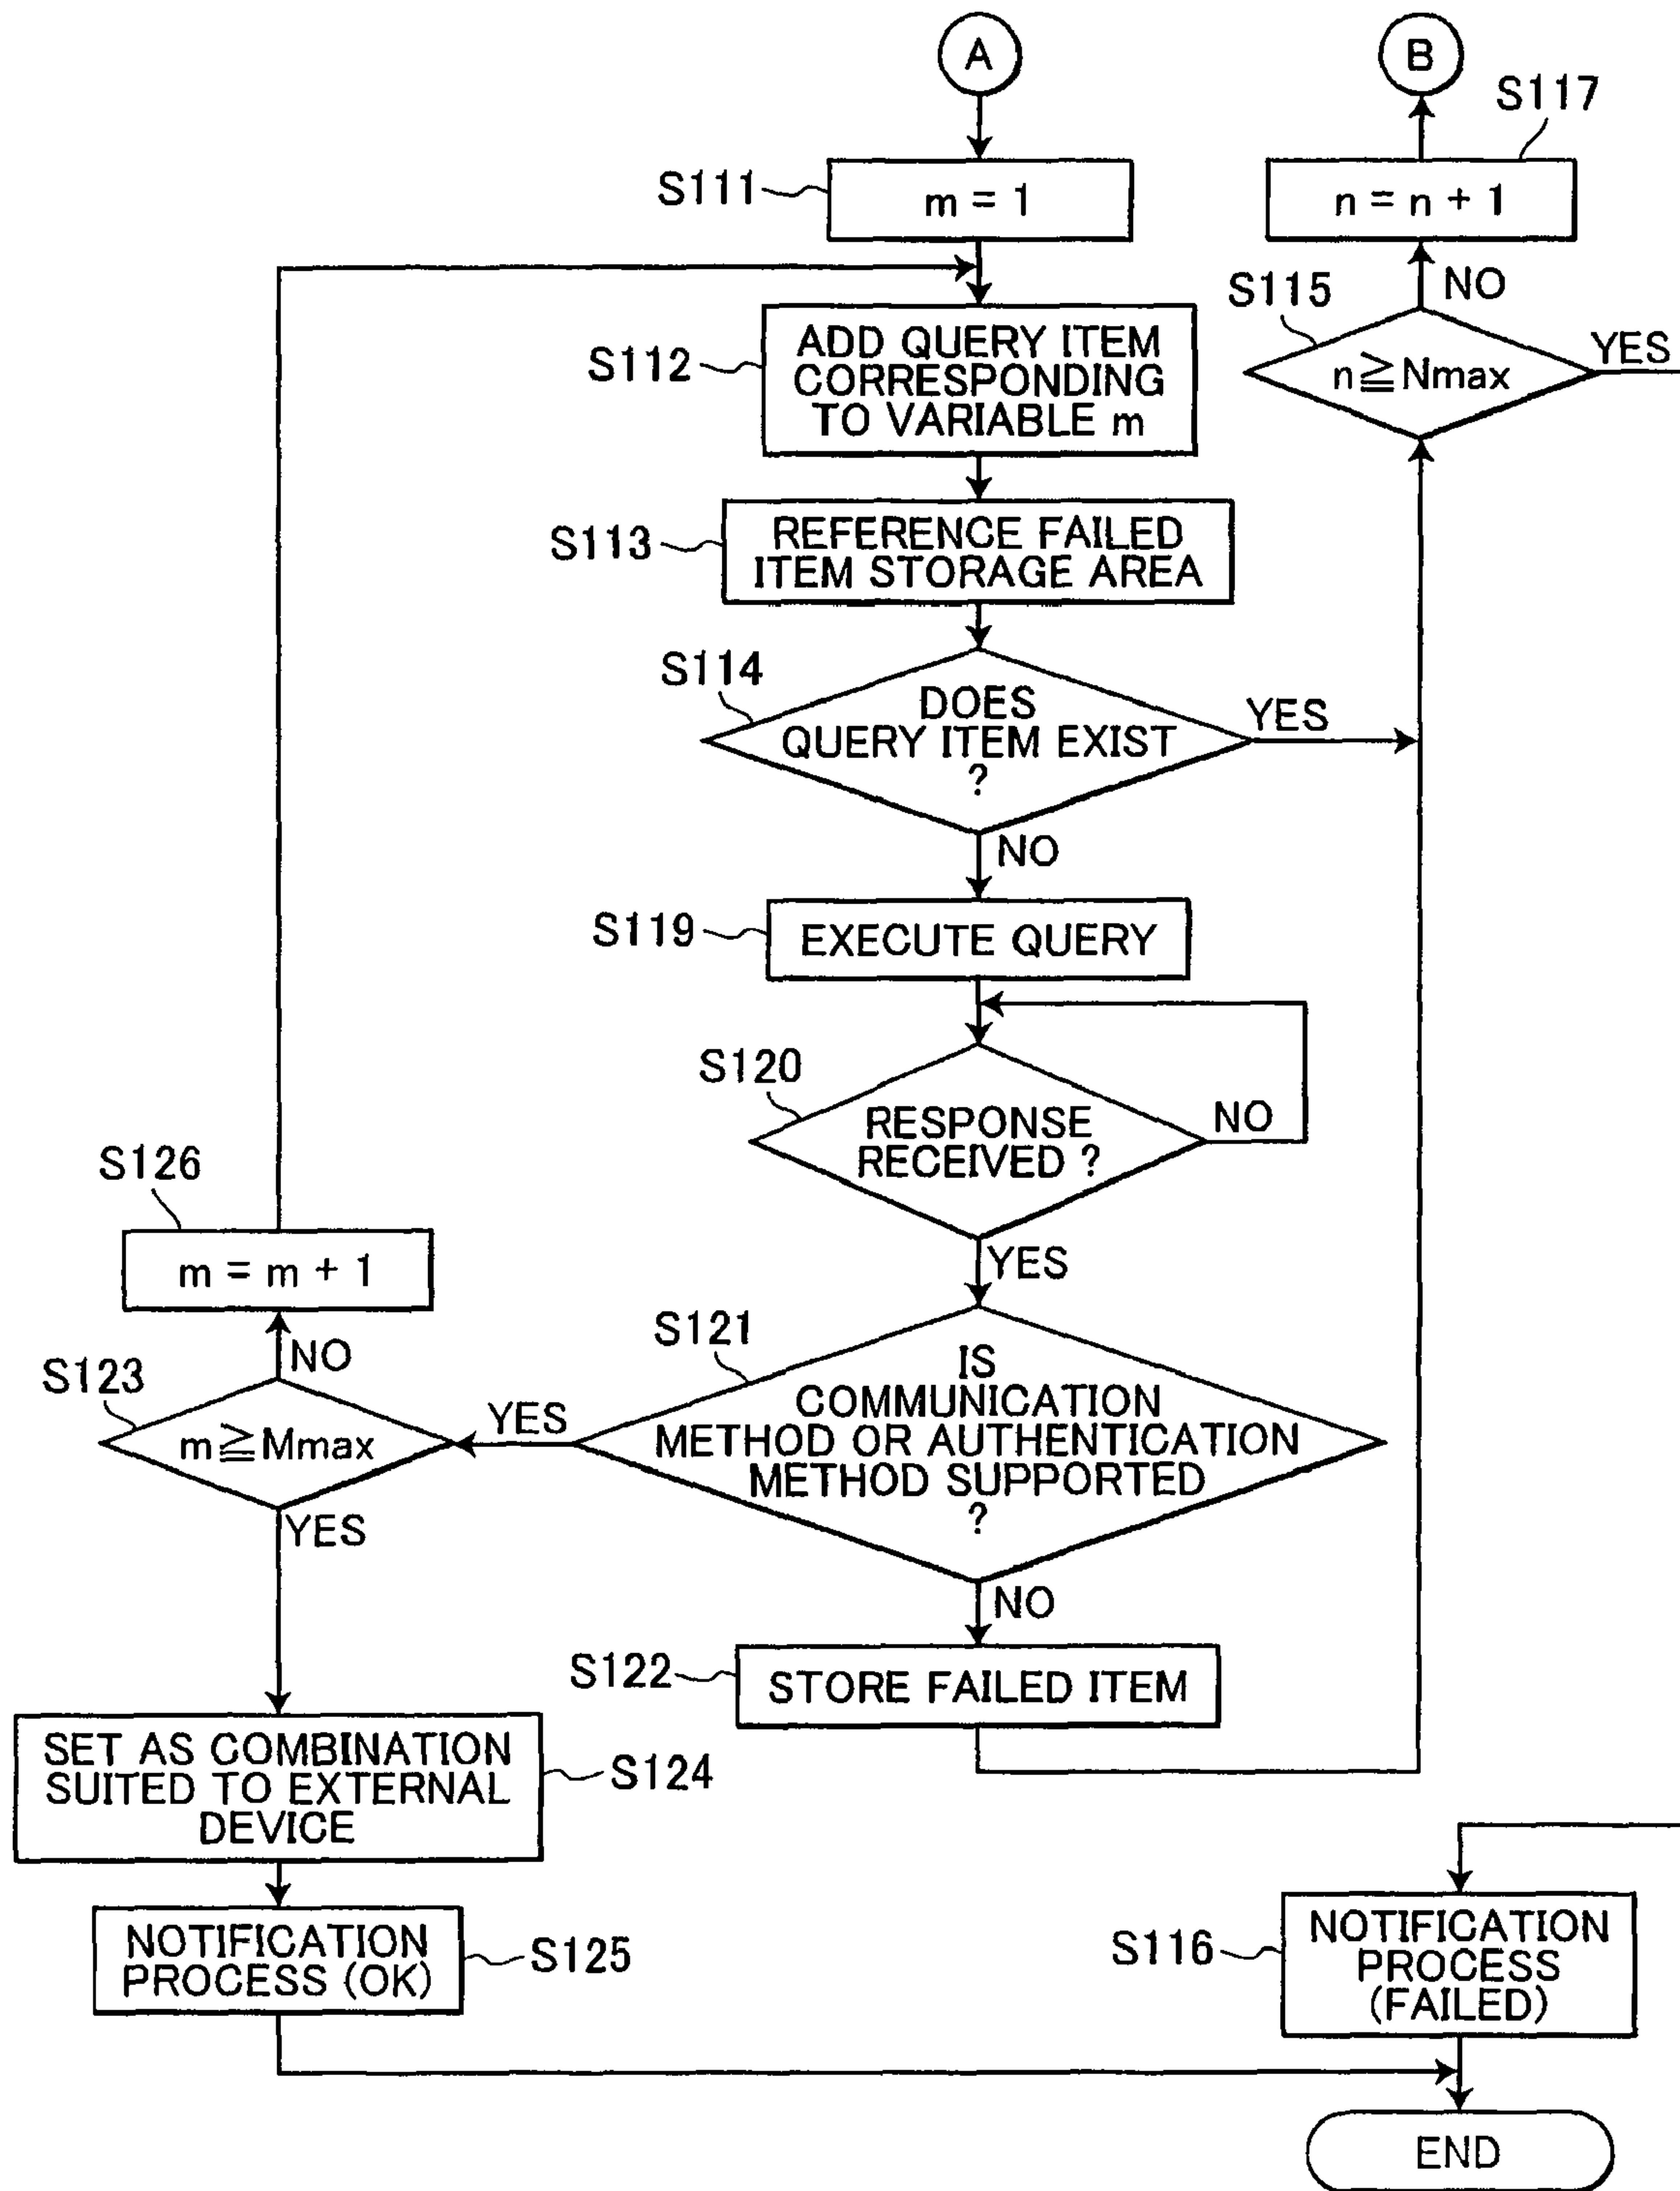 A
B
S117
S111
m = 1
n = n + 1
NO
S115
YES
n≧Nmax
S112
ADD QUERY ITEM
CORRESPONDING
TO VARIABLE m
S113
REFERENCE FAILED
ITEM STORAGE AREA
S114
DOES
QUERY ITEM EXIST
?
YES
NO
S119
EXECUTE QUERY
S120
RESPONSE
RECEIVED ?
NO
YES
S126
m = m + 1
NO
S123
m≧Mmax
YES
S121
IS
COMMUNICATION
METHOD OR AUTHENTICATION
METHOD SUPPORTED
?
YES
NO
S122
STORE FAILED ITEM
SET AS COMBINATION
SUITED TO EXTERNAL
DEVICE
S124
NOTIFICATION
PROCESS (OK)
S125
S116
NOTIFICATION
PROCESS
(FAILED)
END